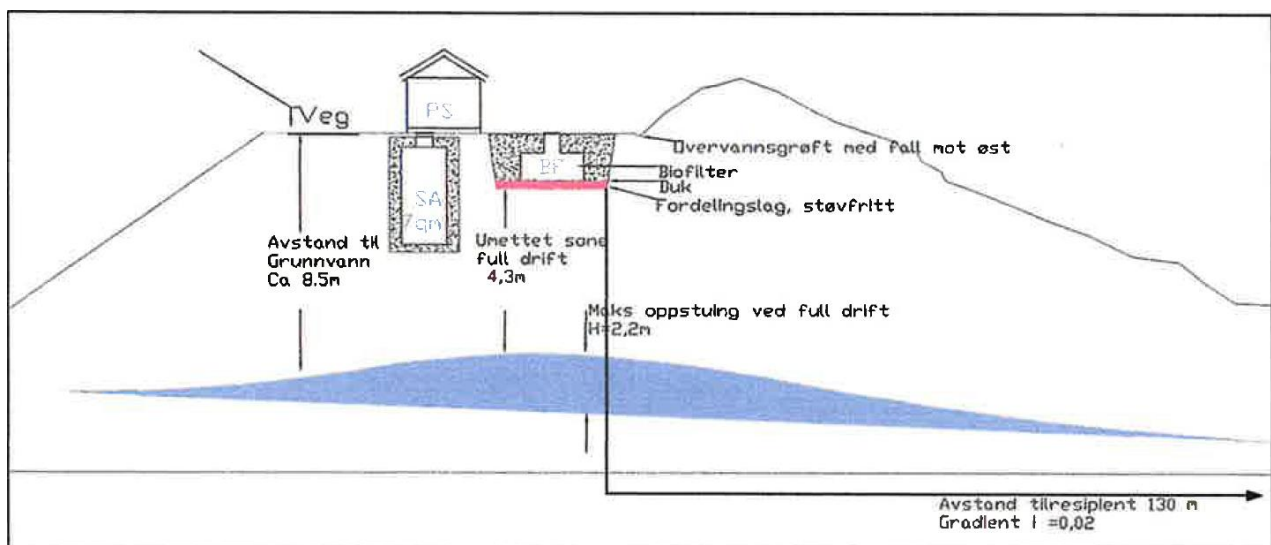 Veg
PS
Overvannsgrøft med fall mot øst
BF
Biofilter
Duk
Fordelingslag, støvfritt
SA
7qm
Avstand til
Grunnvann
Ca 8.5m
Umettet sone
full drift
4,3m
Maks oppstuing ved full drift
H=2,2m
Avstand tilresipient 130 m
Gradient i =0,02